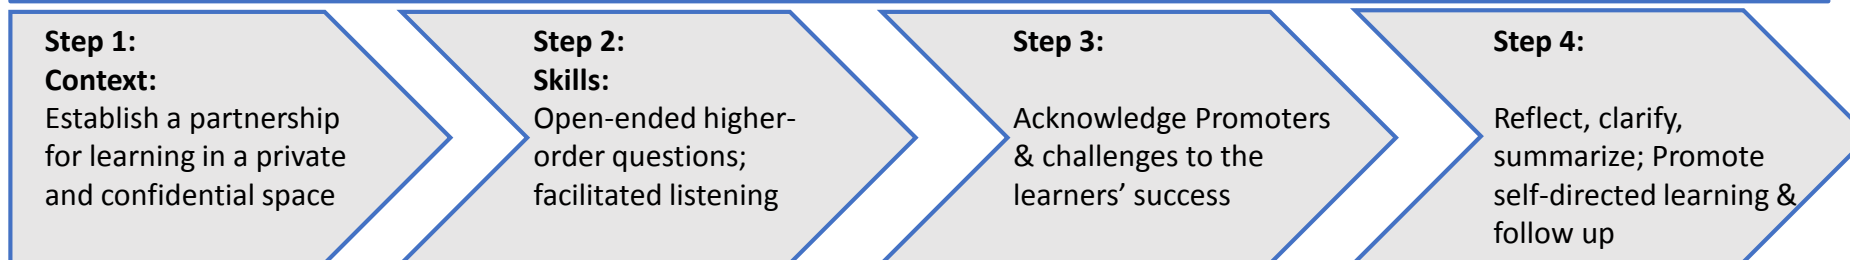 Step 1:
Context:
Establish a partnership
for learning in a private
and confidential space
Step 2:
Skills:
Open-ended higher-
order questions;
facilitated listening
Step 3:
Acknowledge Promoters
& challenges to the
learners’ success
Step 4:
Reflect, clarify,
summarize; Promote
self-directed learning &
follow up